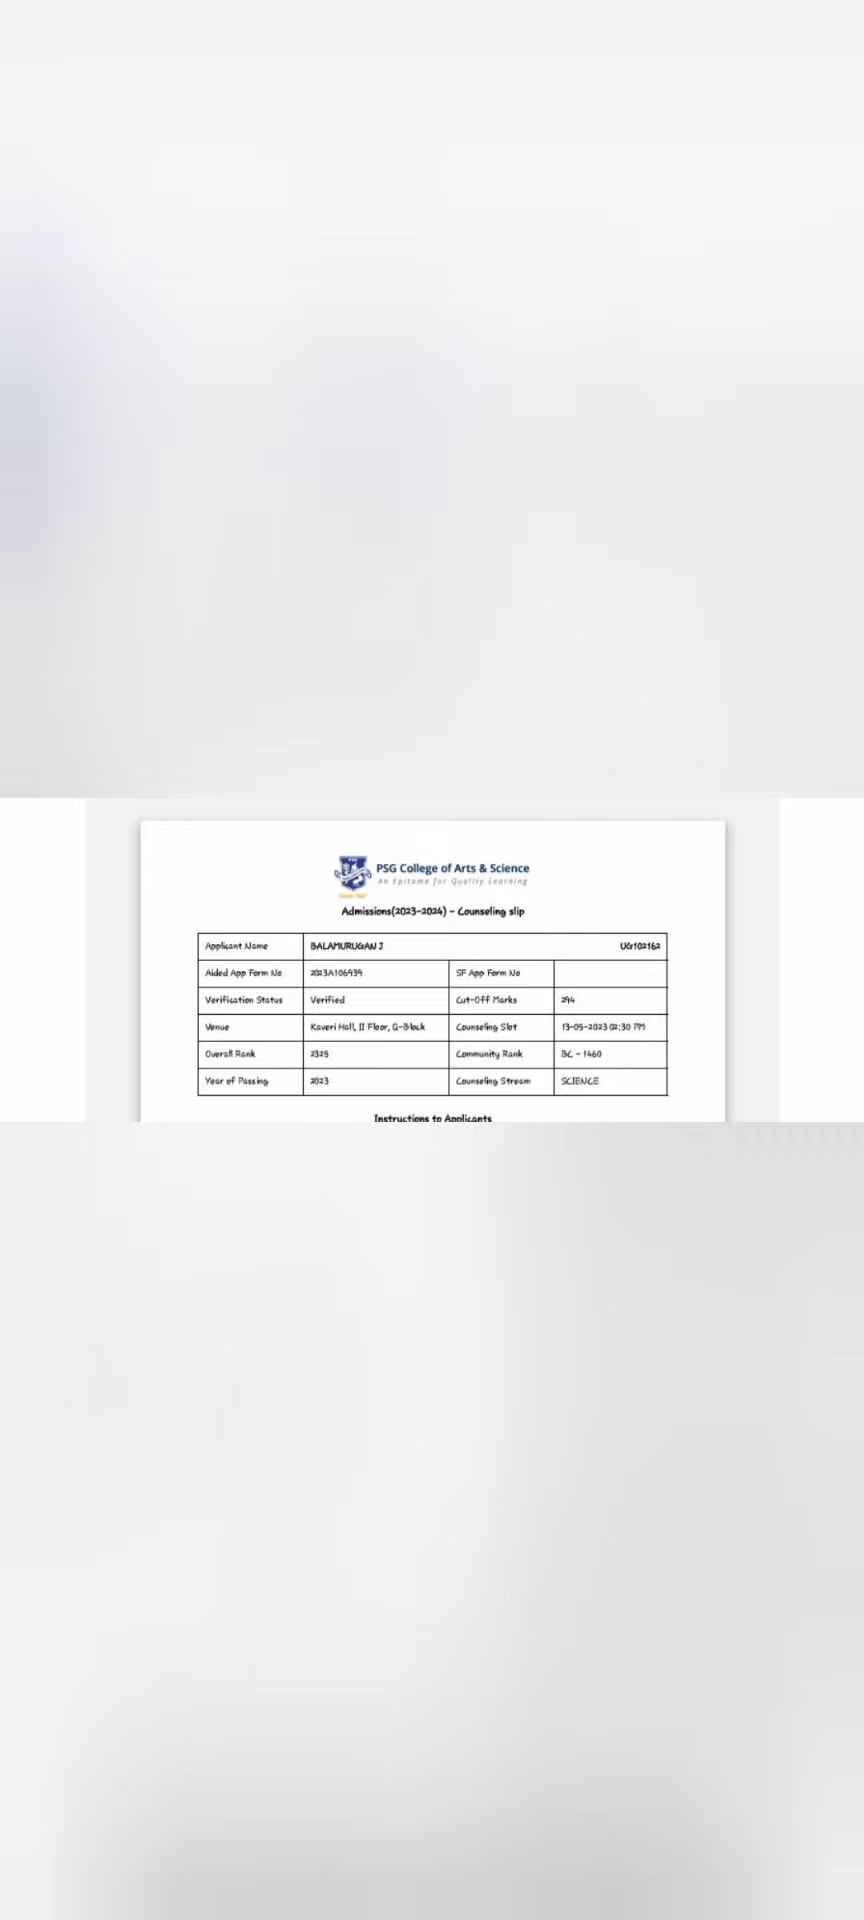 PSG College of Arts & Science
An Epitome for Quality Learning
Admissions(2023-2024) - Counseling slip
Applicant Name BALAMURUGAN J UG102162
Aided App Form No 2023A106939 SF App Form No
Verification Status Verified Cut-Off Marks 294
Venue Kaveri Hall, II Floor, G-Block Counseling Slot 13-05-2023 02:30 PM
Overall Rank 2325 Community Rank BC - 1460
Year of Passing 2023 Counseling Stream SCIENCE
Instructions to Applicants